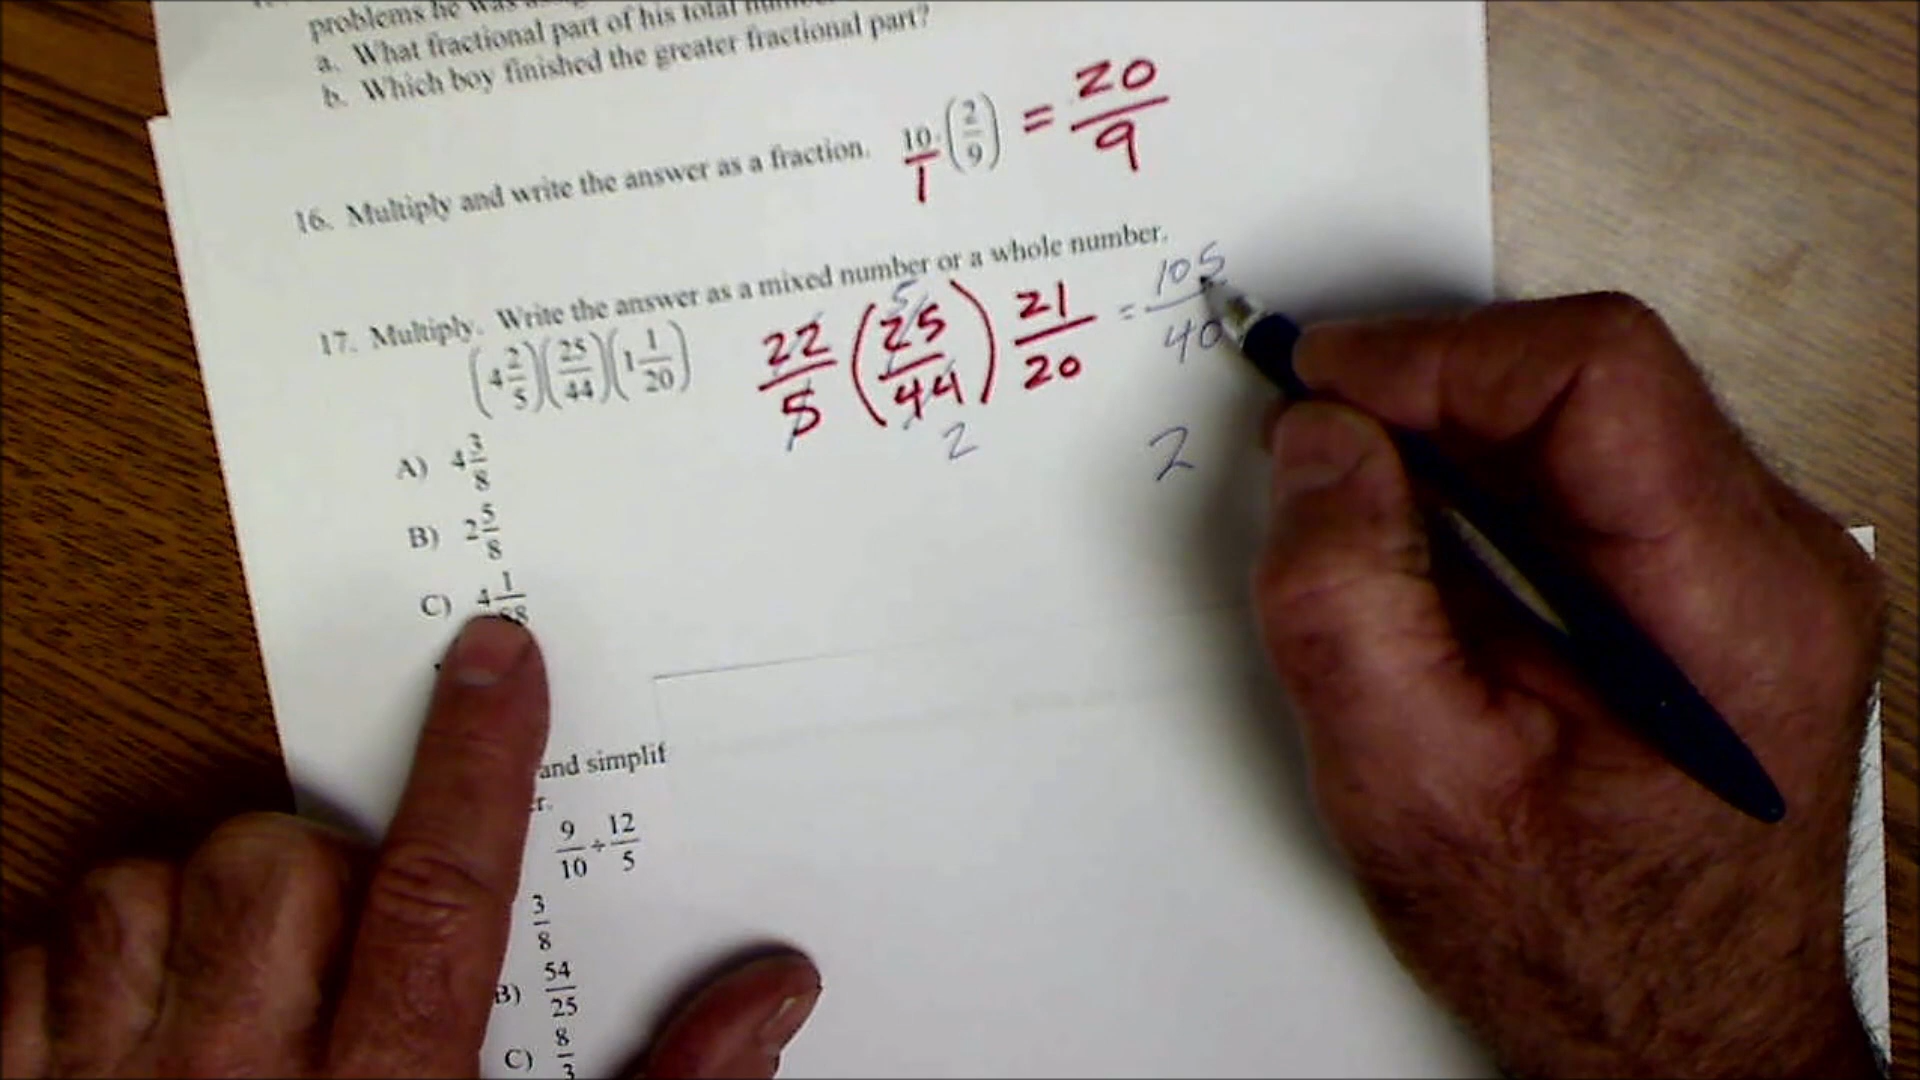 problems he was
a. What fractional part of his total
b. Which boy finished the greater fractional part?
16. Multiply and write the answer as a fraction. 10/1 · (2/9) = 20/9
17. Multiply. Write the answer as a mixed number or a whole number.
(4 2/5)(25/44)(1 1/20) 22/5 (25/44) 21/20 = 105/40
5
2
2
A) 4 3/8
B) 2 5/8
C) 4 1
and simplif
9/10 ÷ 12/5
3/8
B) 54/25
C) 8/3